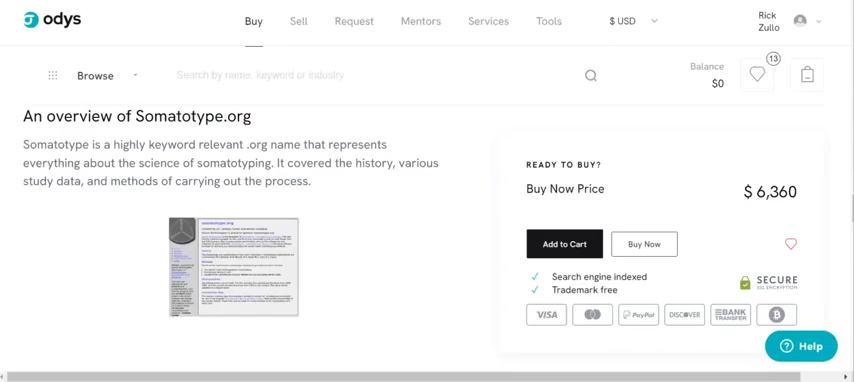 odys
Buy
Sell
Request
Mentors
Services
Tools
$ USD
Rick
Zullo
Browse
Search by name, keyword or industry
Balance
$0
13
An overview of Somatotype.org
Somatotype is a highly keyword relevant .org name that represents
everything about the science of somatotyping. It covered the history, various
study data, and methods of carrying out the process.
somatotype.org
READY TO BUY?
Buy Now Price
$ 6,360
Add to Cart
Buy Now
Search engine indexed
Trademark free
SECURE
SSL ENCRYPTION
VISA
PayPal
DISCOVER
BANK
TRANSFER
Help